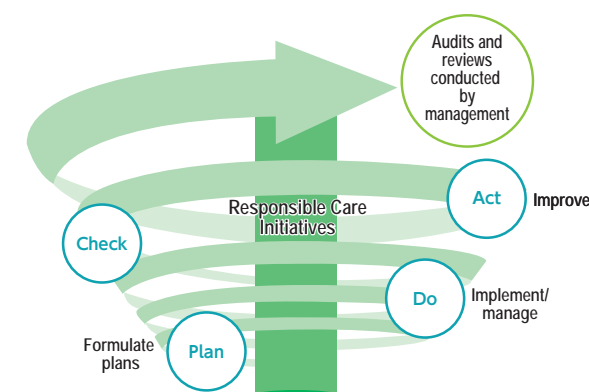 Audits and
reviews
conducted
by
management
Act
Improve
Responsible Care
Initiatives
Check
Do
Implement/
manage
Formulate
plans
Plan